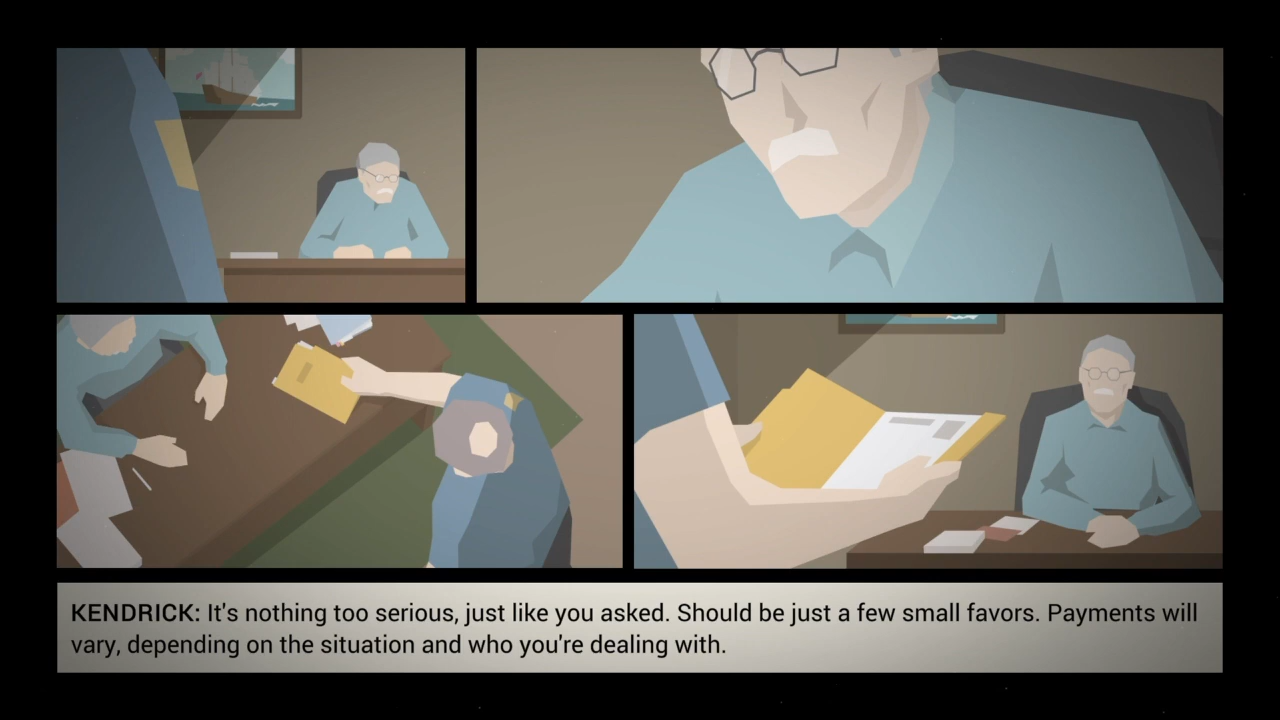 KENDRICK: It's nothing too serious, just like you asked. Should be just a few small favors. Payments will
vary, depending on the situation and who you're dealing with.